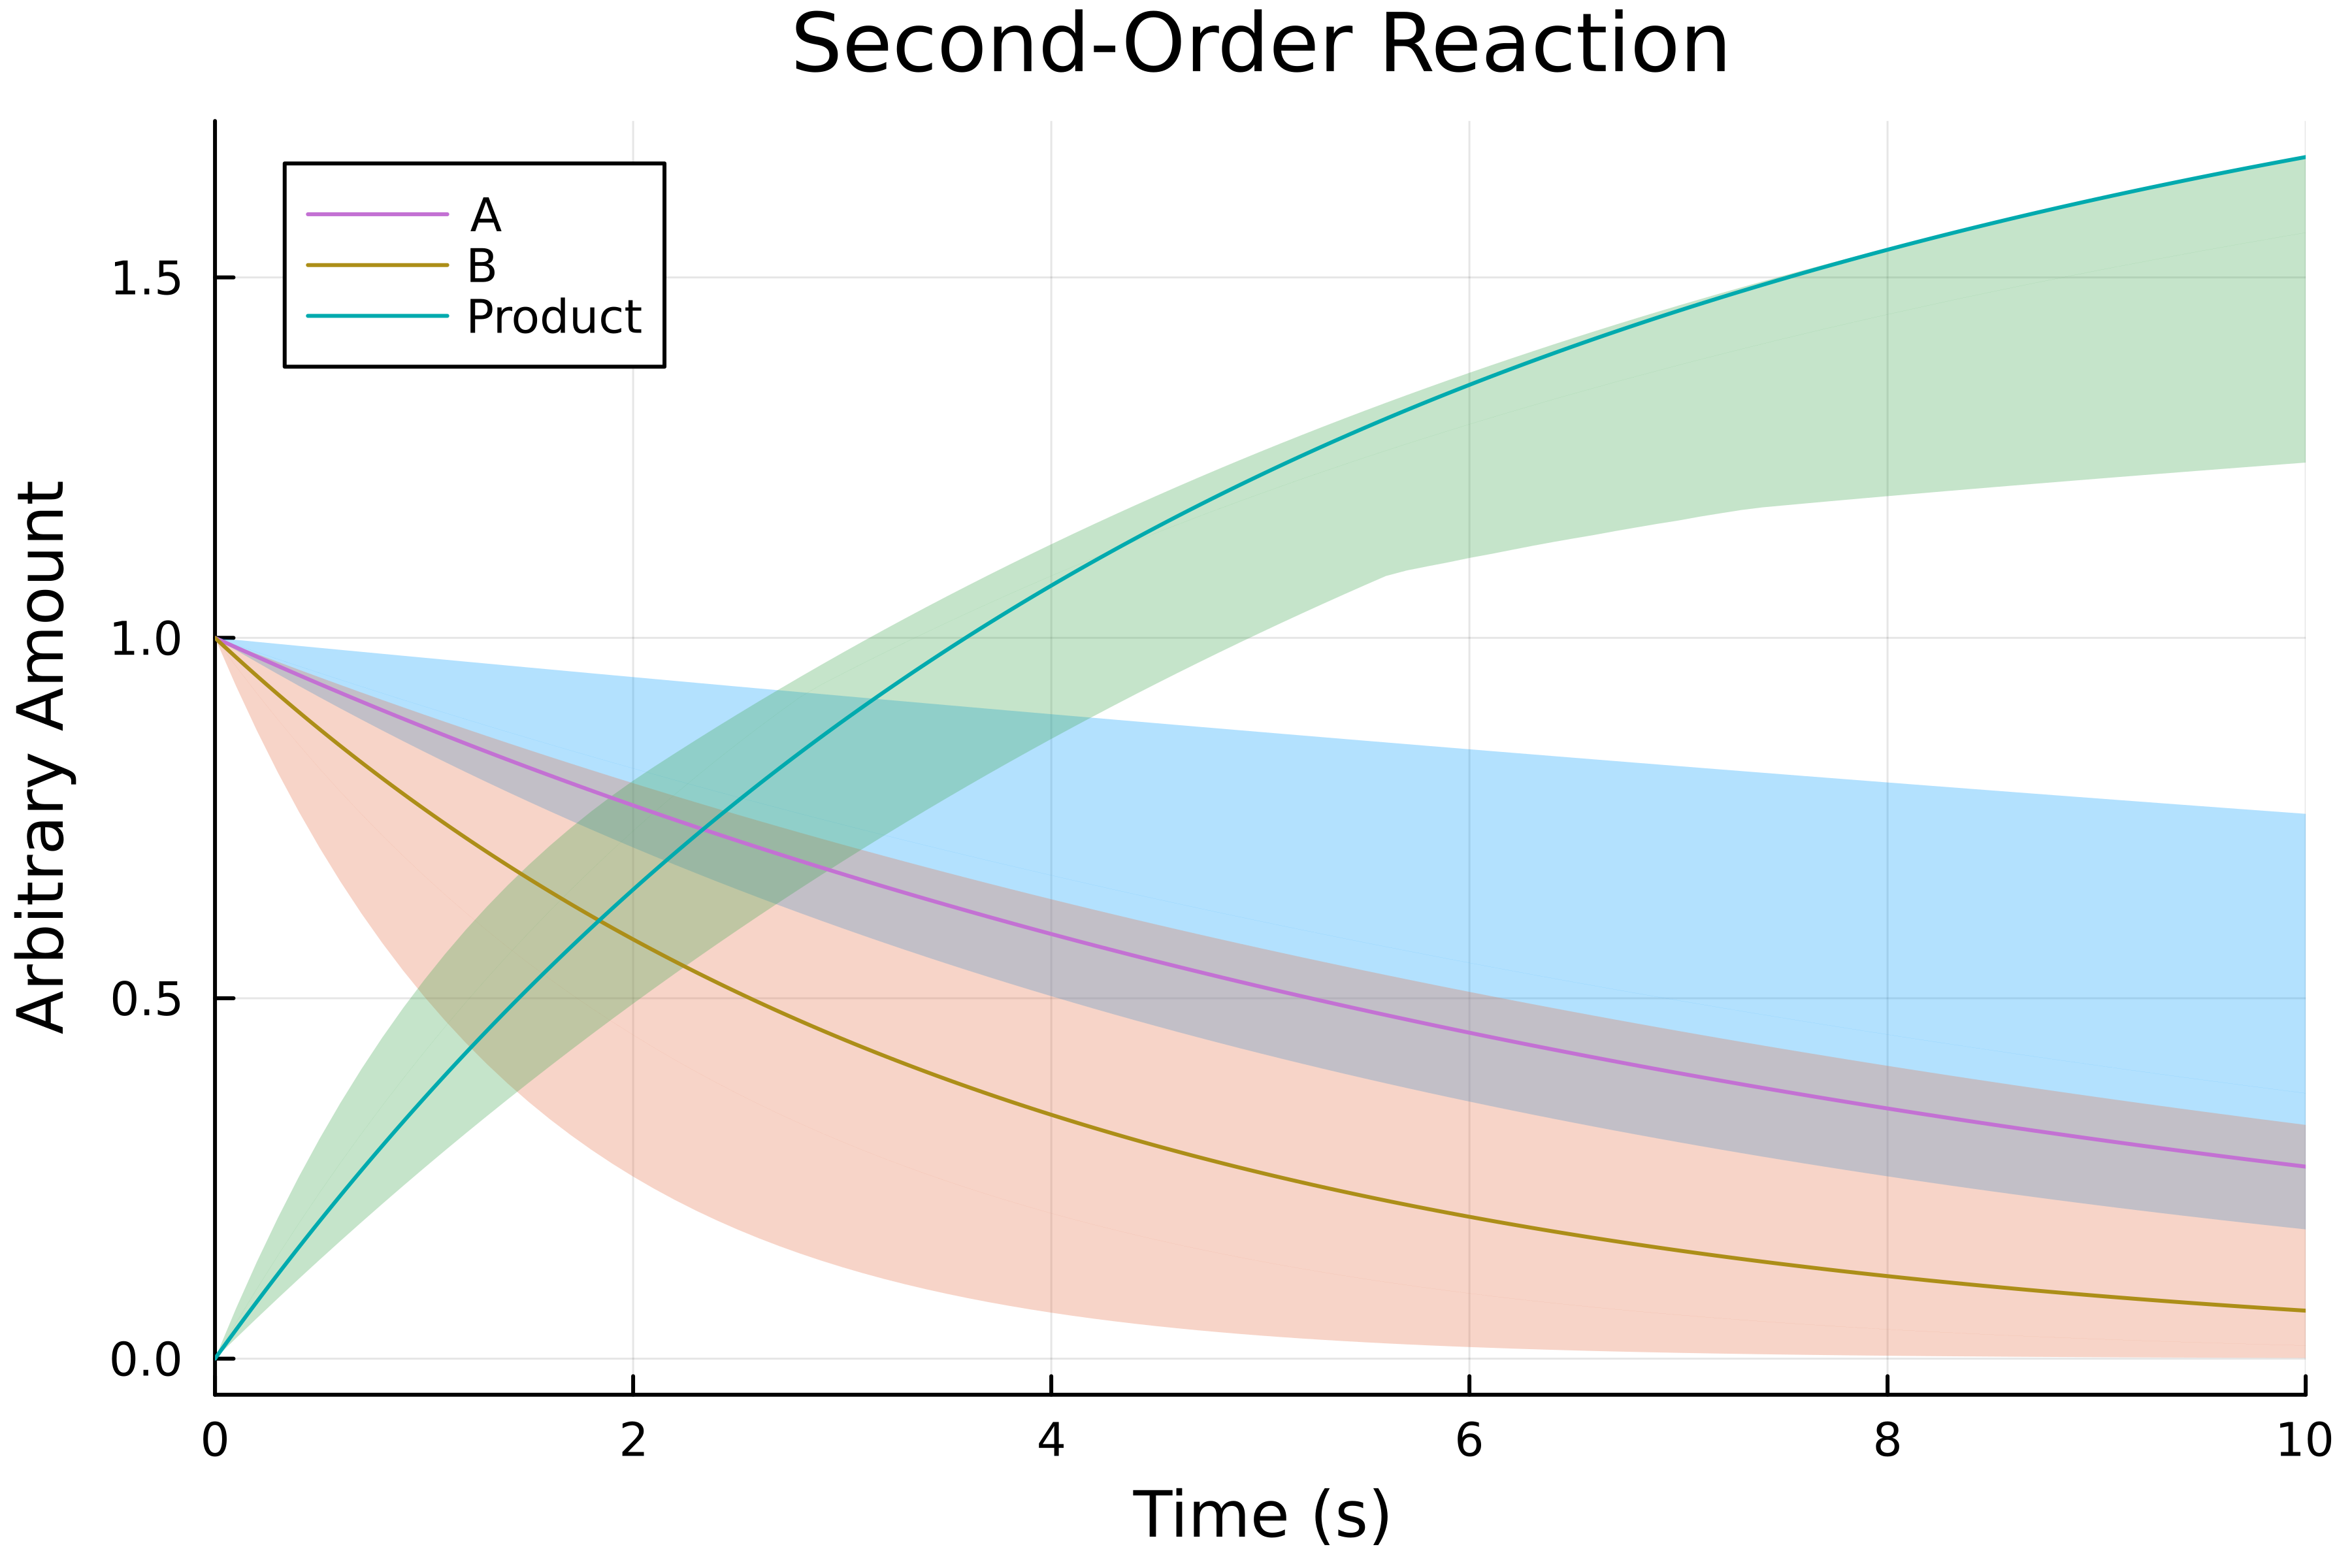 Second-Order Reaction
A
B
Product
Arbitrary Amount
1.5
1.0
0.5
0.0
0 2 4 6 8 10
Time (s)